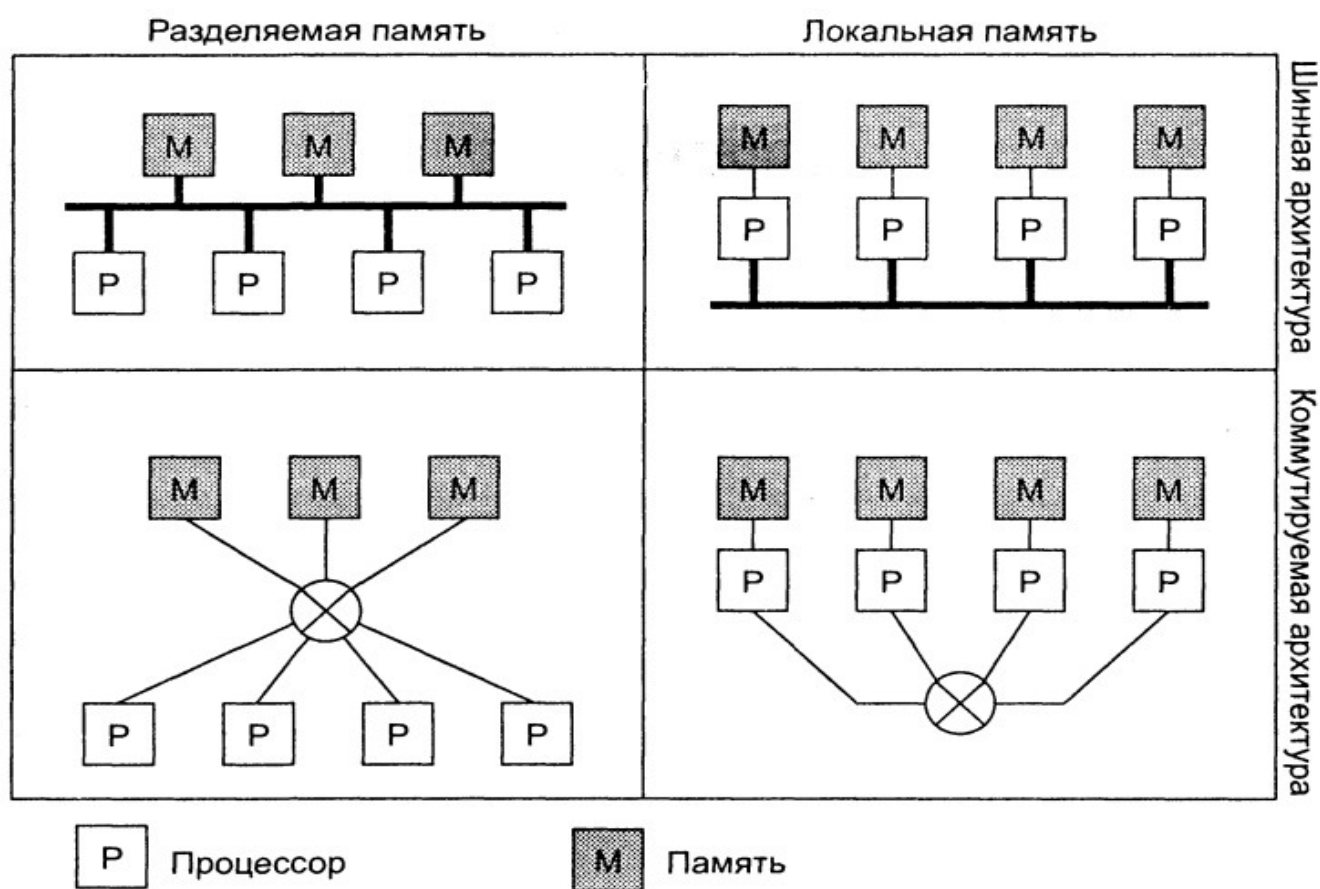 Разделяемая память
Локальная память
М М М
Р Р Р Р
М М М М
Р Р Р Р
Шинная архитектура
М М М
Р Р Р Р
М М М М
Р Р Р Р
Коммутируемая архитектура
Р Процессор
М Память